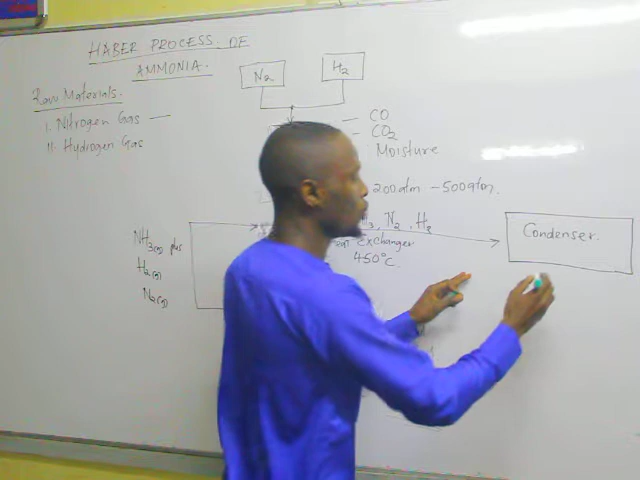 HABER PROCESS OF
AMMONIA.
Raw Materials:
I. Nitrogen Gas —
II. Hydrogen Gas
N2
H2
— CO
— CO2
Moisture
200atm - 500atm.
N2, H2
Exchanger
450°C
NH3(g) plus
H2(g)
N2(g)
Condenser.